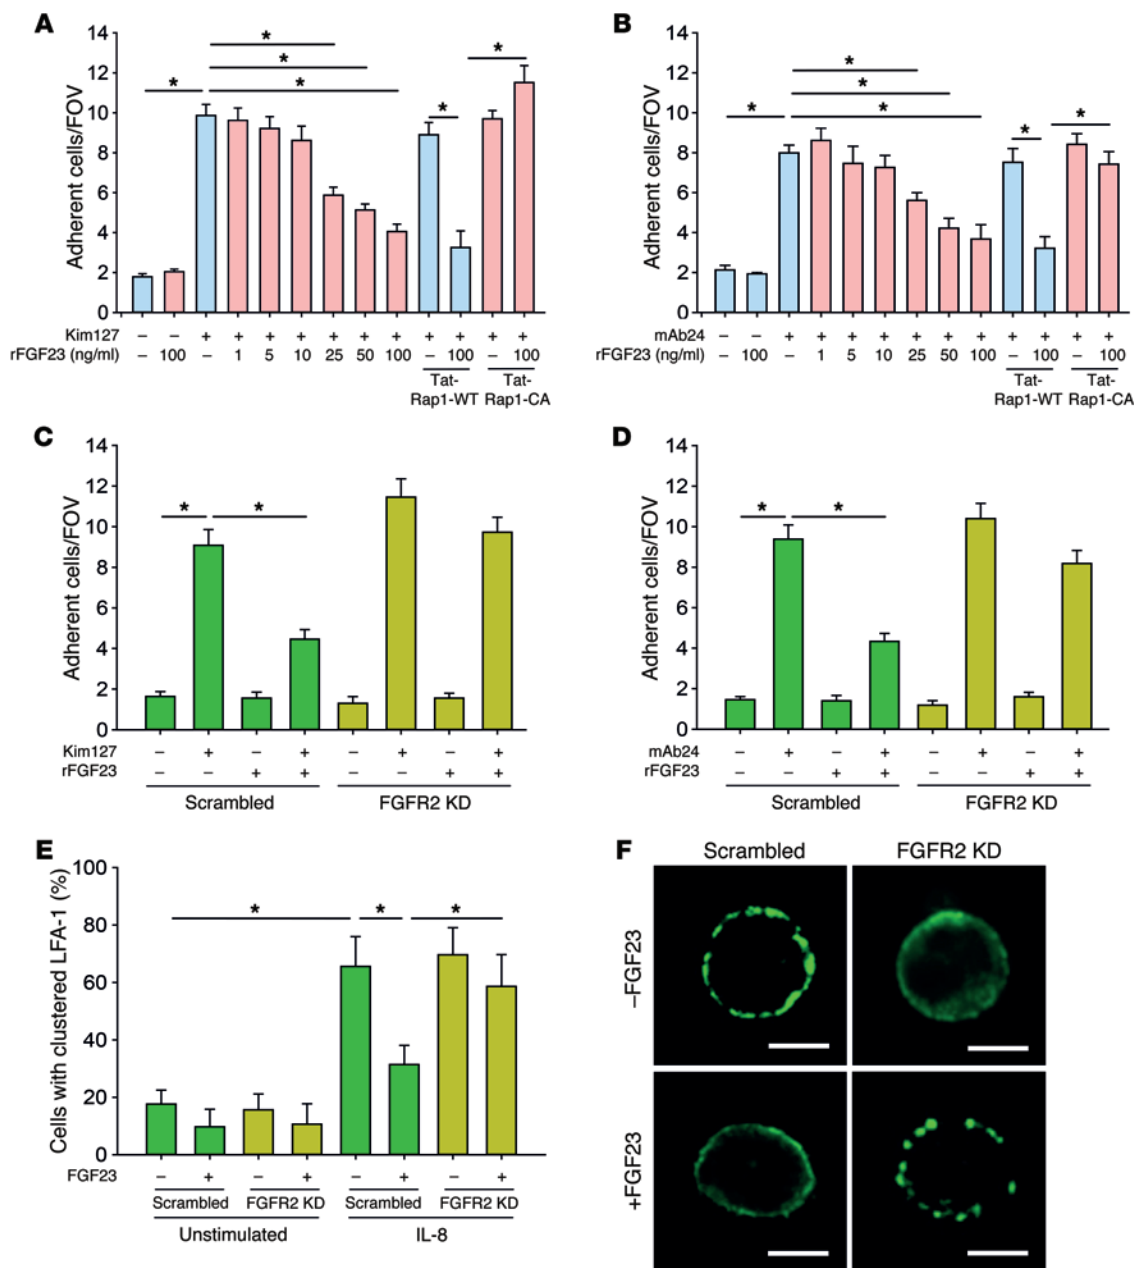 A
Adherent cells/FOV
14
12
10
8
6
4
2
0
* * * * * *
Kim127 – – + + + + + + + + + + +
rFGF23 (ng/ml) – 100 – 1 5 10 25 50 100 – 100 – 100
Tat-Rap1-WT
Tat-Rap1-CA
B
Adherent cells/FOV
14
12
10
8
6
4
2
0
* * * * * *
mAb24 – – + + + + + + + + + + +
rFGF23 (ng/ml) – 100 – 1 5 10 25 50 100 – 100 – 100
Tat-Rap1-WT
Tat-Rap1-CA
C
Adherent cells/FOV
14
12
10
8
6
4
2
0
* *
Kim127 – + – + – + – +
rFGF23 – – + + – – + +
Scrambled FGFR2 KD
D
Adherent cells/FOV
14
12
10
8
6
4
2
0
* *
mAb24 – + – + – + – +
rFGF23 – – + + – – + +
Scrambled FGFR2 KD
E
Cells with clustered LFA-1 (%)
100
80
60
40
20
0
* * *
FGF23 – + – + – + – +
Scrambled FGFR2 KD Scrambled FGFR2 KD
Unstimulated IL-8
F
Scrambled FGFR2 KD
–FGF23
+FGF23